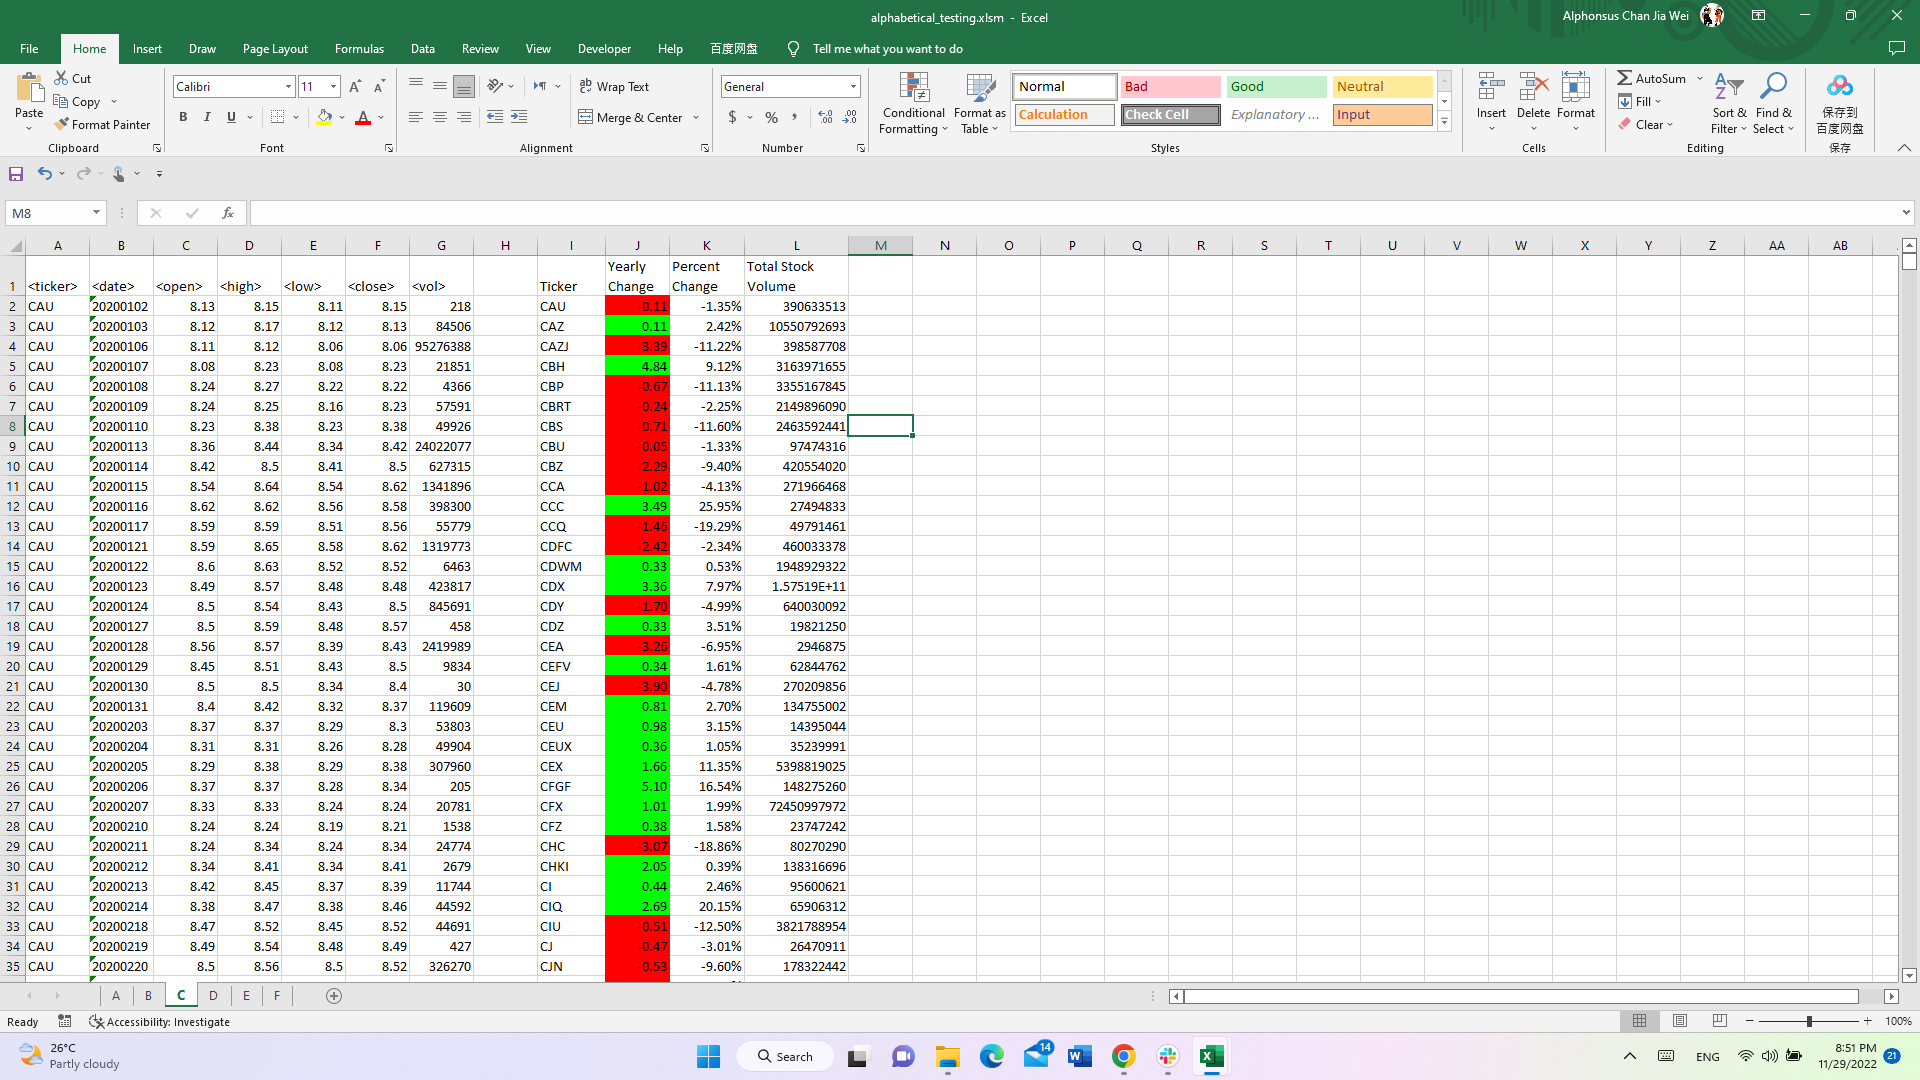 alphabetical_testing.xlsm - Excel
Alphonsus Chan Jia Wei
File Home Insert Draw Page Layout Formulas Data Review View Developer Help 百度网盘 Tell me what you want to do
Paste
Cut
Copy
Format Painter
Clipboard
Calibri 11
B I U
Font
Wrap Text
Merge & Center
Alignment
General
$ % ,
Number
Conditional Formatting
Format as Table
Normal Bad Good Neutral
Calculation Check Cell Explanatory ... Input
Styles
Insert Delete Format
Cells
AutoSum
Fill
Clear
Sort & Filter
Find & Select
Editing
保存到
百度网盘
保存
M8
fx
A B C D E F G H I J K L M N O P Q R S T U V W X Y Z AA AB
1 <ticker> <date> <open> <high> <low> <close> <vol> Ticker Yearly Change Percent Change Total Stock Volume
2 CAU 20200102 8.13 8.15 8.11 8.15 218 CAU -0.11 -1.35% 390633513
3 CAU 20200103 8.12 8.17 8.12 8.13 84506 CAZ 0.11 2.42% 10550792693
4 CAU 20200106 8.11 8.12 8.06 8.06 95276388 CAZJ -3.39 -11.22% 398587708
5 CAU 20200107 8.08 8.23 8.08 8.23 21851 CBH 4.84 9.12% 3163971655
6 CAU 20200108 8.24 8.27 8.22 8.22 4366 CBP -0.67 -11.13% 3355167845
7 CAU 20200109 8.24 8.25 8.16 8.23 57591 CBRT -0.24 -2.25% 2149896090
8 CAU 20200110 8.23 8.38 8.23 8.38 49926 CBS -0.71 -11.60% 2463592441
9 CAU 20200113 8.36 8.44 8.34 8.42 24022077 CBU -0.05 -1.33% 97474316
10 CAU 20200114 8.42 8.5 8.41 8.5 627315 CBZ -2.29 -9.40% 420554020
11 CAU 20200115 8.54 8.64 8.54 8.62 1341896 CCA -1.02 -4.13% 271966468
12 CAU 20200116 8.62 8.62 8.56 8.58 398300 CCC 3.49 25.95% 27494833
13 CAU 20200117 8.59 8.59 8.51 8.56 55779 CCQ -1.46 -19.29% 49791461
14 CAU 20200121 8.59 8.65 8.58 8.62 1319773 CDFC -2.42 -2.34% 460033378
15 CAU 20200122 8.6 8.63 8.52 8.52 6463 CDWM 0.33 0.53% 1948929322
16 CAU 20200123 8.49 8.57 8.48 8.48 423817 CDX 3.36 7.97% 1.57519E+11
17 CAU 20200124 8.5 8.54 8.43 8.5 845691 CDY -1.70 -4.99% 640030092
18 CAU 20200127 8.5 8.59 8.48 8.57 458 CDZ 0.33 3.51% 19821250
19 CAU 20200128 8.56 8.57 8.39 8.43 2419989 CEA -3.26 -6.95% 2946875
20 CAU 20200129 8.45 8.51 8.43 8.5 9834 CEFV 0.34 1.61% 62844762
21 CAU 20200130 8.5 8.5 8.34 8.4 30 CEJ -3.90 -4.78% 270209856
22 CAU 20200131 8.4 8.42 8.32 8.37 119609 CEM 0.81 2.70% 134755002
23 CAU 20200203 8.37 8.37 8.29 8.3 53803 CEU 0.98 3.15% 14395044
24 CAU 20200204 8.31 8.31 8.26 8.28 49904 CEUX 0.36 1.05% 35239991
25 CAU 20200205 8.29 8.38 8.29 8.38 307960 CEX 1.66 11.35% 5398819025
26 CAU 20200206 8.37 8.37 8.28 8.34 205 CFGF 5.10 16.54% 148275260
27 CAU 20200207 8.33 8.33 8.24 8.24 20781 CFX 1.01 1.99% 72450997972
28 CAU 20200210 8.24 8.24 8.19 8.21 1538 CFZ 0.38 1.58% 23747242
29 CAU 20200211 8.24 8.34 8.24 8.34 24774 CHC -3.07 -18.86% 80270290
30 CAU 20200212 8.34 8.41 8.34 8.41 2679 CHKI 2.05 0.39% 138316696
31 CAU 20200213 8.42 8.45 8.37 8.39 11744 CI 0.44 2.46% 95600621
32 CAU 20200214 8.38 8.47 8.38 8.46 44592 CIQ 2.69 20.15% 65906312
33 CAU 20200218 8.47 8.52 8.45 8.52 44691 CIU -0.51 -12.50% 3821788954
34 CAU 20200219 8.49 8.54 8.48 8.49 427 CJ -0.47 -3.01% 26470911
35 CAU 20200220 8.5 8.56 8.5 8.52 326270 CJN -0.53 -9.60% 178322442
A B C D E F
Ready Accessibility: Investigate 100%
26°C
Partly cloudy
Search
14
ENG
8:51 PM
11/29/2022
21